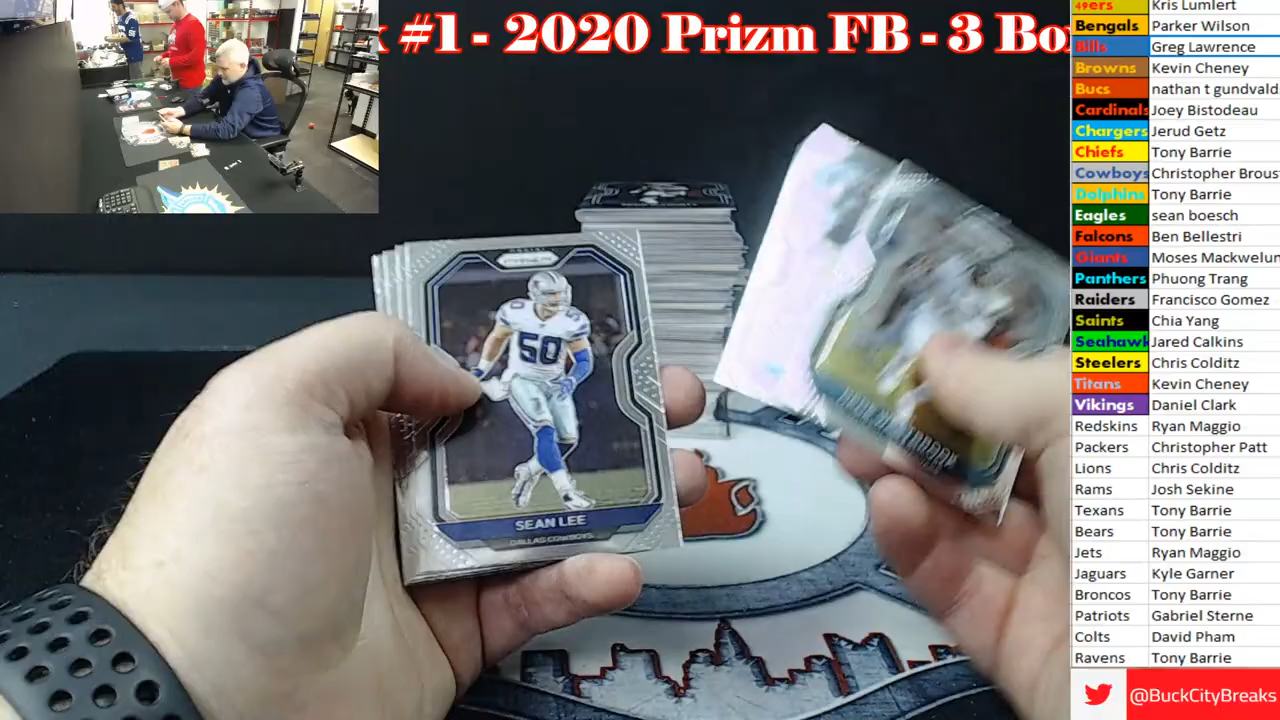 #1 - 2020 Prizm FB - 3 Bo
49ers Kris Lumlert
Bengals Parker Wilson
Bills Greg Lawrence
Browns Kevin Cheney
Bucs nathan t gundvald
Cardinals Joey Bistodeau
Chargers Jerud Getz
Chiefs Tony Barrie
Cowboys Christopher Brous
Dolphins Tony Barrie
Eagles sean boesch
Falcons Ben Bellestri
Giants Moses Mackwelun
Panthers Phuong Trang
Raiders Francisco Gomez
Saints Chia Yang
Seahawk Jared Calkins
Steelers Chris Colditz
Titans Kevin Cheney
Vikings Daniel Clark
Redskins Ryan Maggio
Packers Christopher Patt
Lions Chris Colditz
Rams Josh Sekine
Texans Tony Barrie
Bears Tony Barrie
Jets Ryan Maggio
Jaguars Kyle Garner
Broncos Tony Barrie
Patriots Gabriel Sterne
Colts David Pham
Ravens Tony Barrie
@BuckCityBreaks
PANINI
PRIZM
50
SEAN LEE
DALLAS COWBOYS